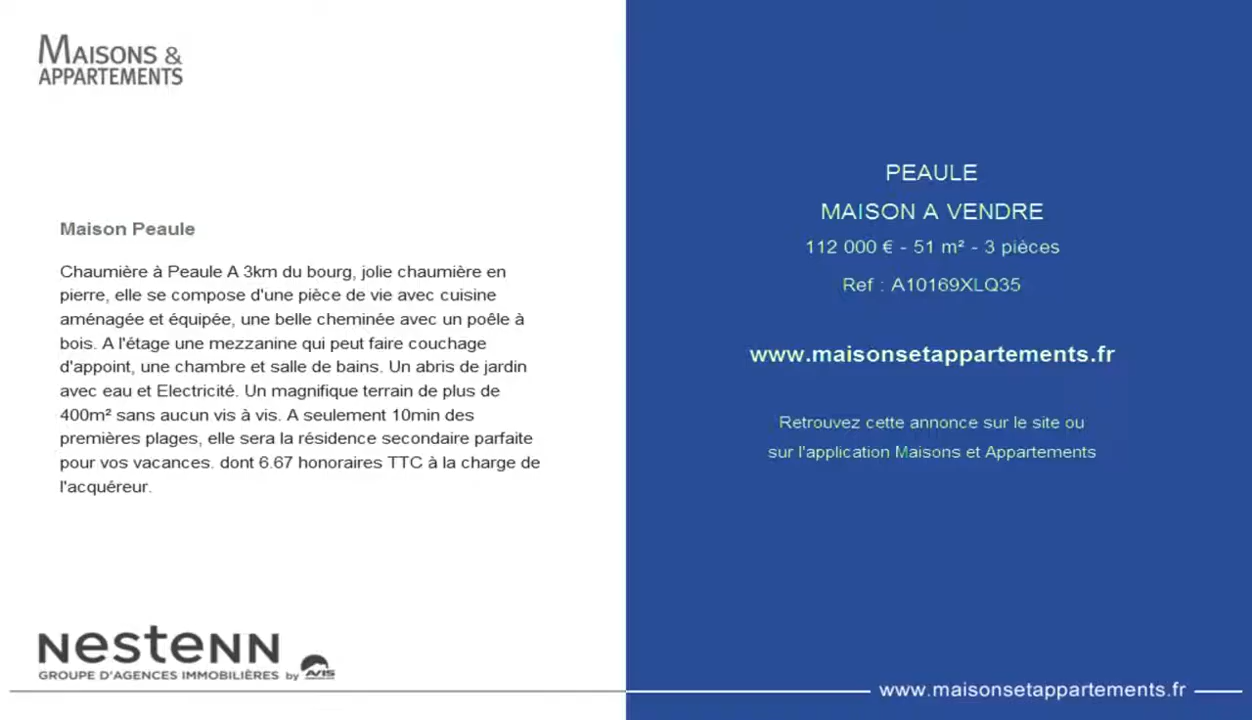 MAISONS &
APPARTEMENTS
Maison Peaule
Chaumière à Peaule A 3km du bourg, jolie chaumière en
pierre, elle se compose d'une pièce de vie avec cuisine
aménagée et équipée, une belle cheminée avec un poêle à
bois. A l'étage une mezzanine qui peut faire couchage
d'appoint, une chambre et salle de bains. Un abris de jardin
avec eau et Electricité. Un magnifique terrain de plus de
400m² sans aucun vis à vis. A seulement 10min des
premières plages, elle sera la résidence secondaire parfaite
pour vos vacances. dont 6.67 honoraires TTC à la charge de
l'acquéreur.
NesteNN
GROUPE D'AGENCES IMMOBILIÈRES by AVIS
PEAULE
MAISON A VENDRE
112 000 € - 51 m² - 3 pièces
Ref : A10169XLQ35
www.maisonsetappartements.fr
Retrouvez cette annonce sur le site ou
sur l'application Maisons et Appartements
www.maisonsetappartements.fr